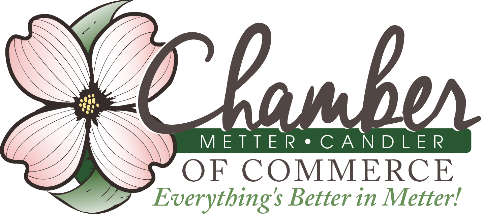 Chamber
METTER • CANDLER
OF COMMERCE
Everything's Better in Metter!